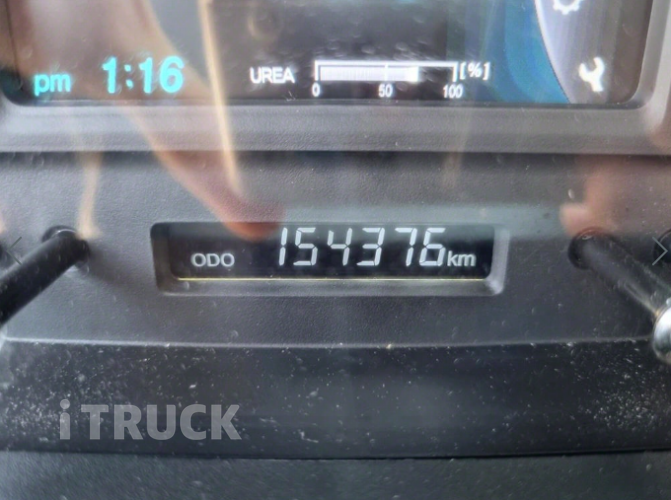 pm 1:16 UREA [%]
0 50 100
ODO 154376 km
iTRUCK